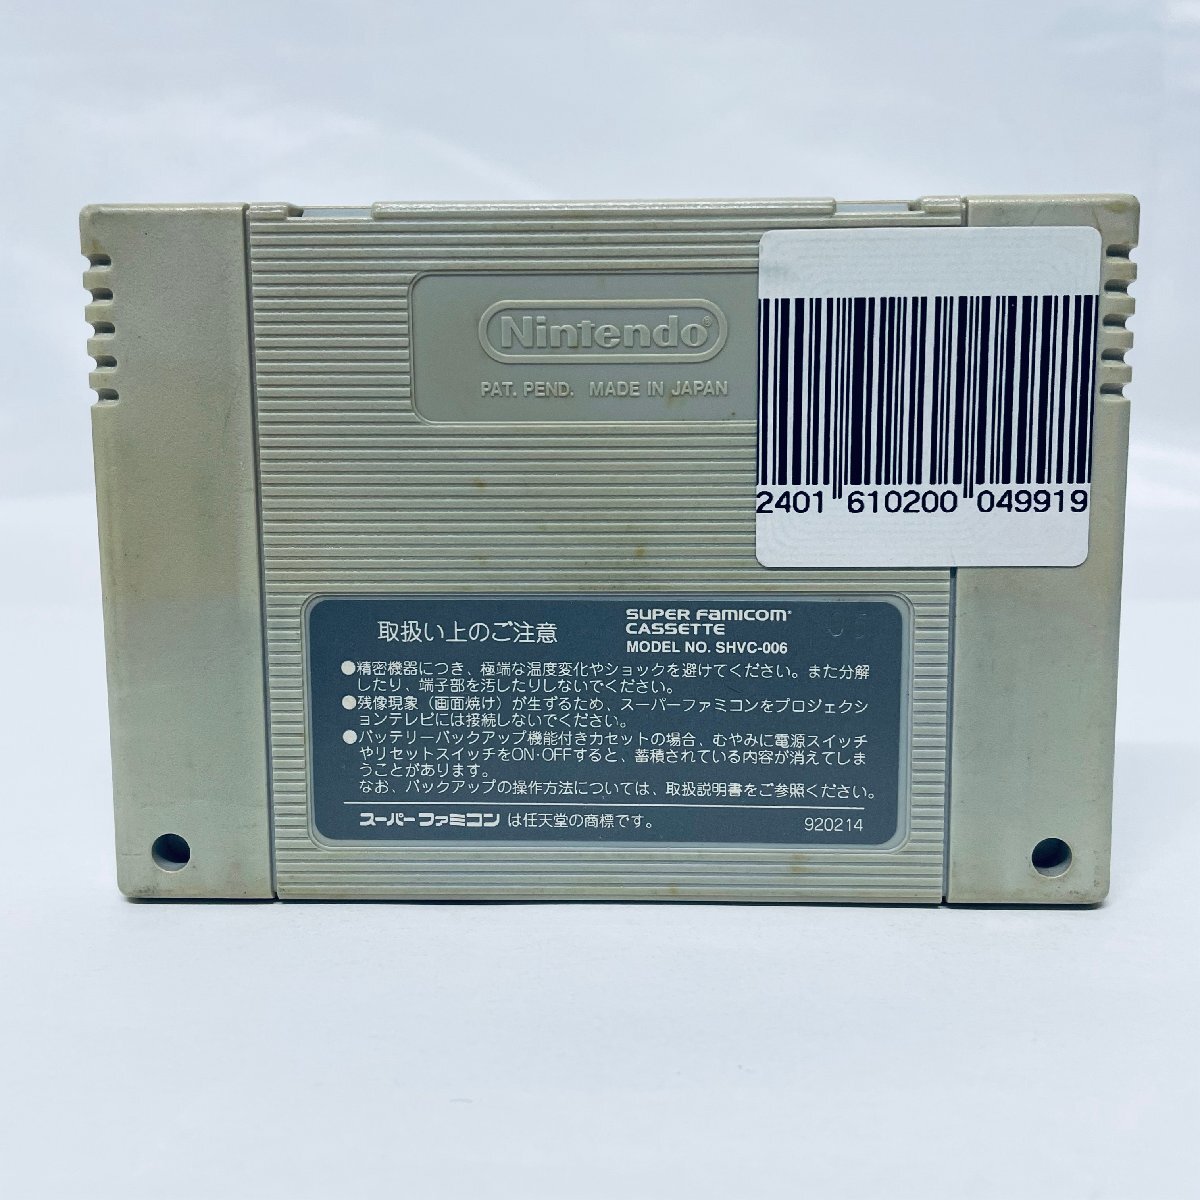 Nintendo®
PAT. PEND. MADE IN JAPAN
2401 610200 049919
取扱い上のご注意
SUPER FAMICOM
CASSETTE
MODEL NO. SHVC-006
●精密機器につき、極端な温度変化やショックを避けてください。また分解
したり、端子部を汚したりしないでください。
●残像現象（画面焼け）が生ずるため、スーパーファミコンをプロジェクシ
ョンテレビには接続しないでください。
●バッテリーバックアップ機能付きカセットの場合、むやみに電源スイッチ
やリセットスイッチをON・OFFすると、蓄積されている内容が消えてしま
うことがあります。
なお、バックアップの操作方法については、取扱説明書をご参照ください。
スーパーファミコン は任天堂の商標です。
920214